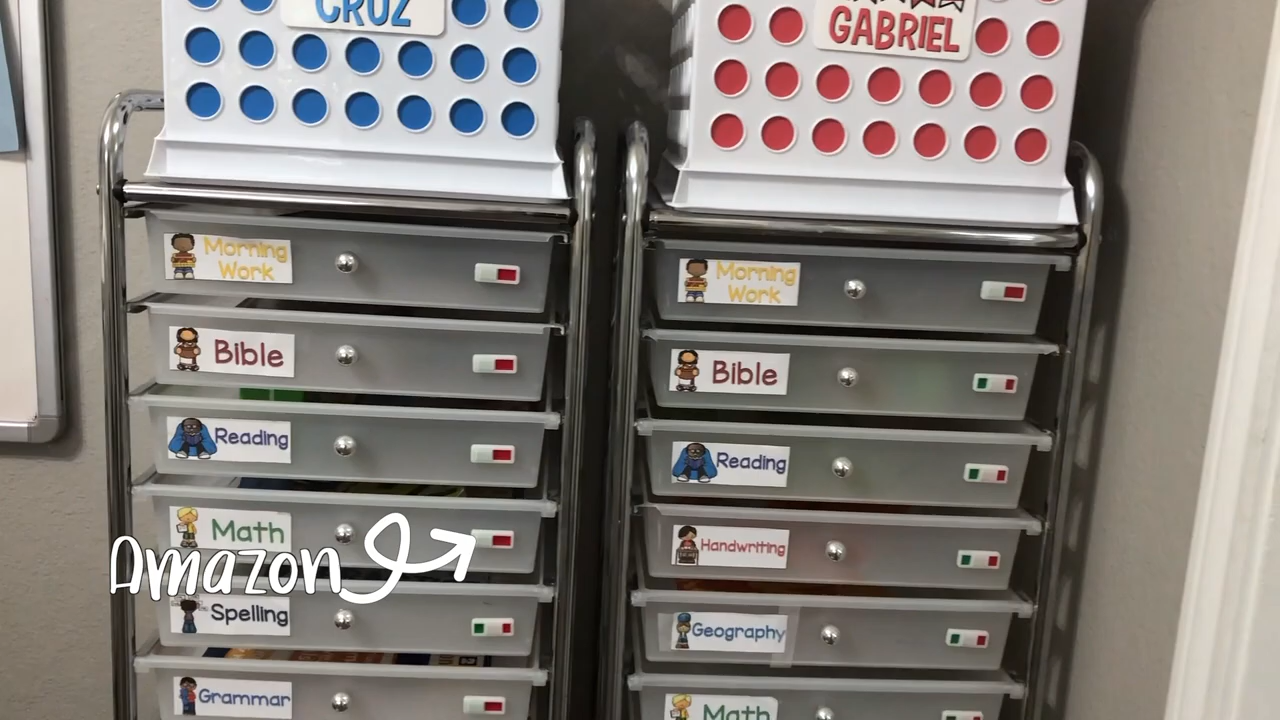 CRUZ
GABRIEL
Morning
Work
Bible
Reading
Math
Amazon
Spelling
Grammar
Morning
Work
Bible
Reading
Handwriting
Geography
Math